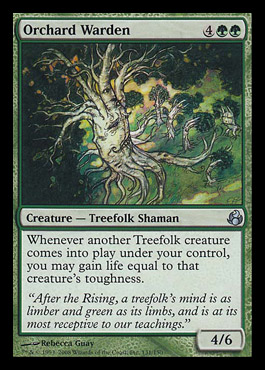 Orchard Warden 4
Creature — Treefolk Shaman
Whenever another Treefolk creature
comes into play under your control,
you may gain life equal to that
creature's toughness.
"After the Rising, a treefolk's mind is as
limber and green as its limbs, and is at its
most receptive to our teachings."
Rebecca Guay
4/6